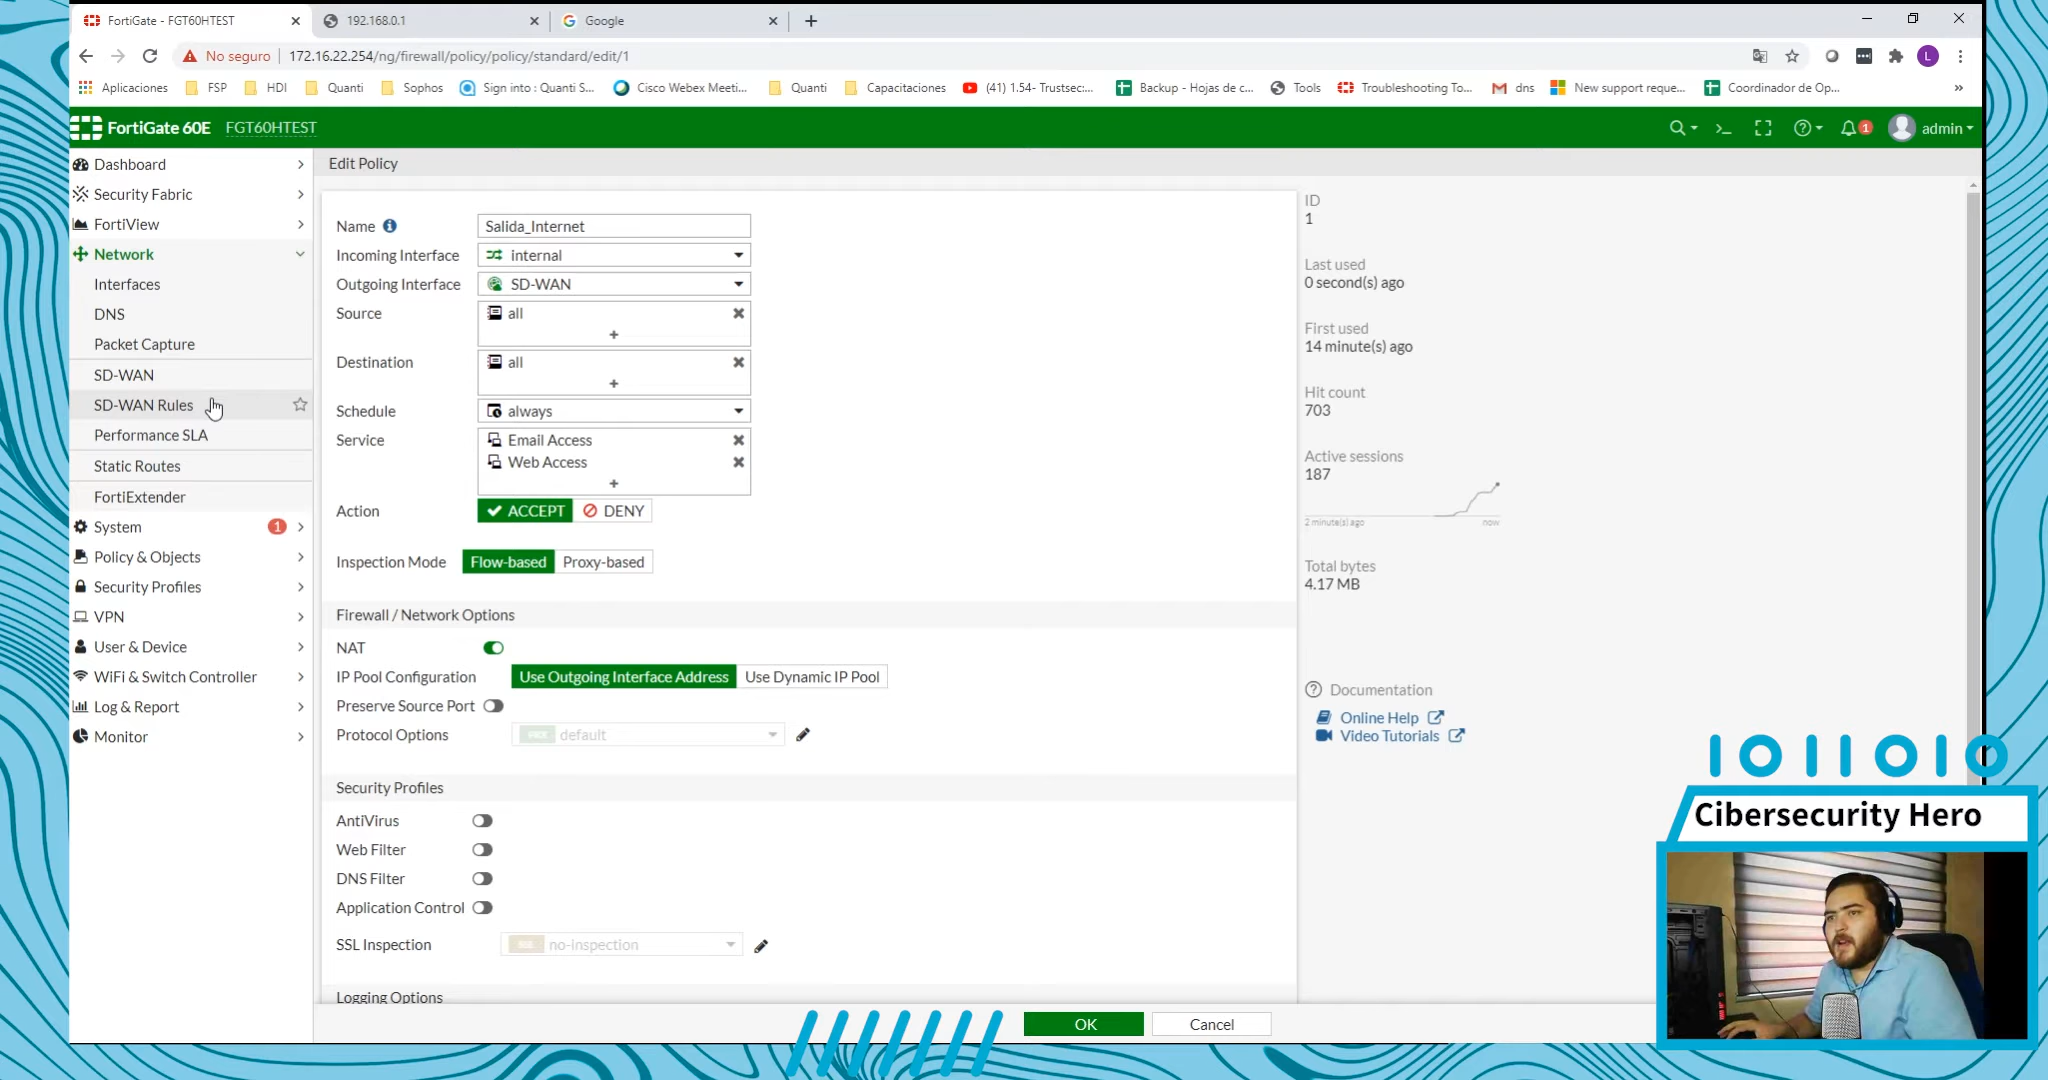 FortiGate - FGT60HTEST
192.168.0.1
Google
No seguro
172.16.22.254/ng/firewall/policy/policy/standard/edit/1
L
Aplicaciones
FSP
HDI
Quanti
Sophos
Sign into : Quanti S...
Cisco Webex Meeti...
Quanti
Capacitaciones
(41) 1.54- Trustsec:...
Backup - Hojas de c...
Tools
Troubleshooting To...
dns
New support reque...
Coordinador de Op...
»
FortiGate 60E
FGT60HTEST
1
admin
Dashboard
Security Fabric
FortiView
Network
Interfaces
DNS
Packet Capture
SD-WAN
SD-WAN Rules
Performance SLA
Static Routes
FortiExtender
System
1
Policy & Objects
Security Profiles
VPN
User & Device
WiFi & Switch Controller
Log & Report
Monitor
Edit Policy
Name
Salida_Internet
Incoming Interface
internal
Outgoing Interface
SD-WAN
Source
all
+
Destination
all
+
Schedule
always
Service
Email Access
Web Access
+
Action
ACCEPT
DENY
Inspection Mode
Flow-based
Proxy-based
Firewall / Network Options
NAT
IP Pool Configuration
Use Outgoing Interface Address
Use Dynamic IP Pool
Preserve Source Port
Protocol Options
default
Security Profiles
AntiVirus
Web Filter
DNS Filter
Application Control
SSL Inspection
no-inspection
Logging Options
OK
Cancel
ID
1
Last used
0 second(s) ago
First used
14 minute(s) ago
Hit count
703
Active sessions
187
2 minute(s) ago
now
Total bytes
4.17 MB
Documentation
Online Help
Video Tutorials
1011010
Cibersecurity Hero